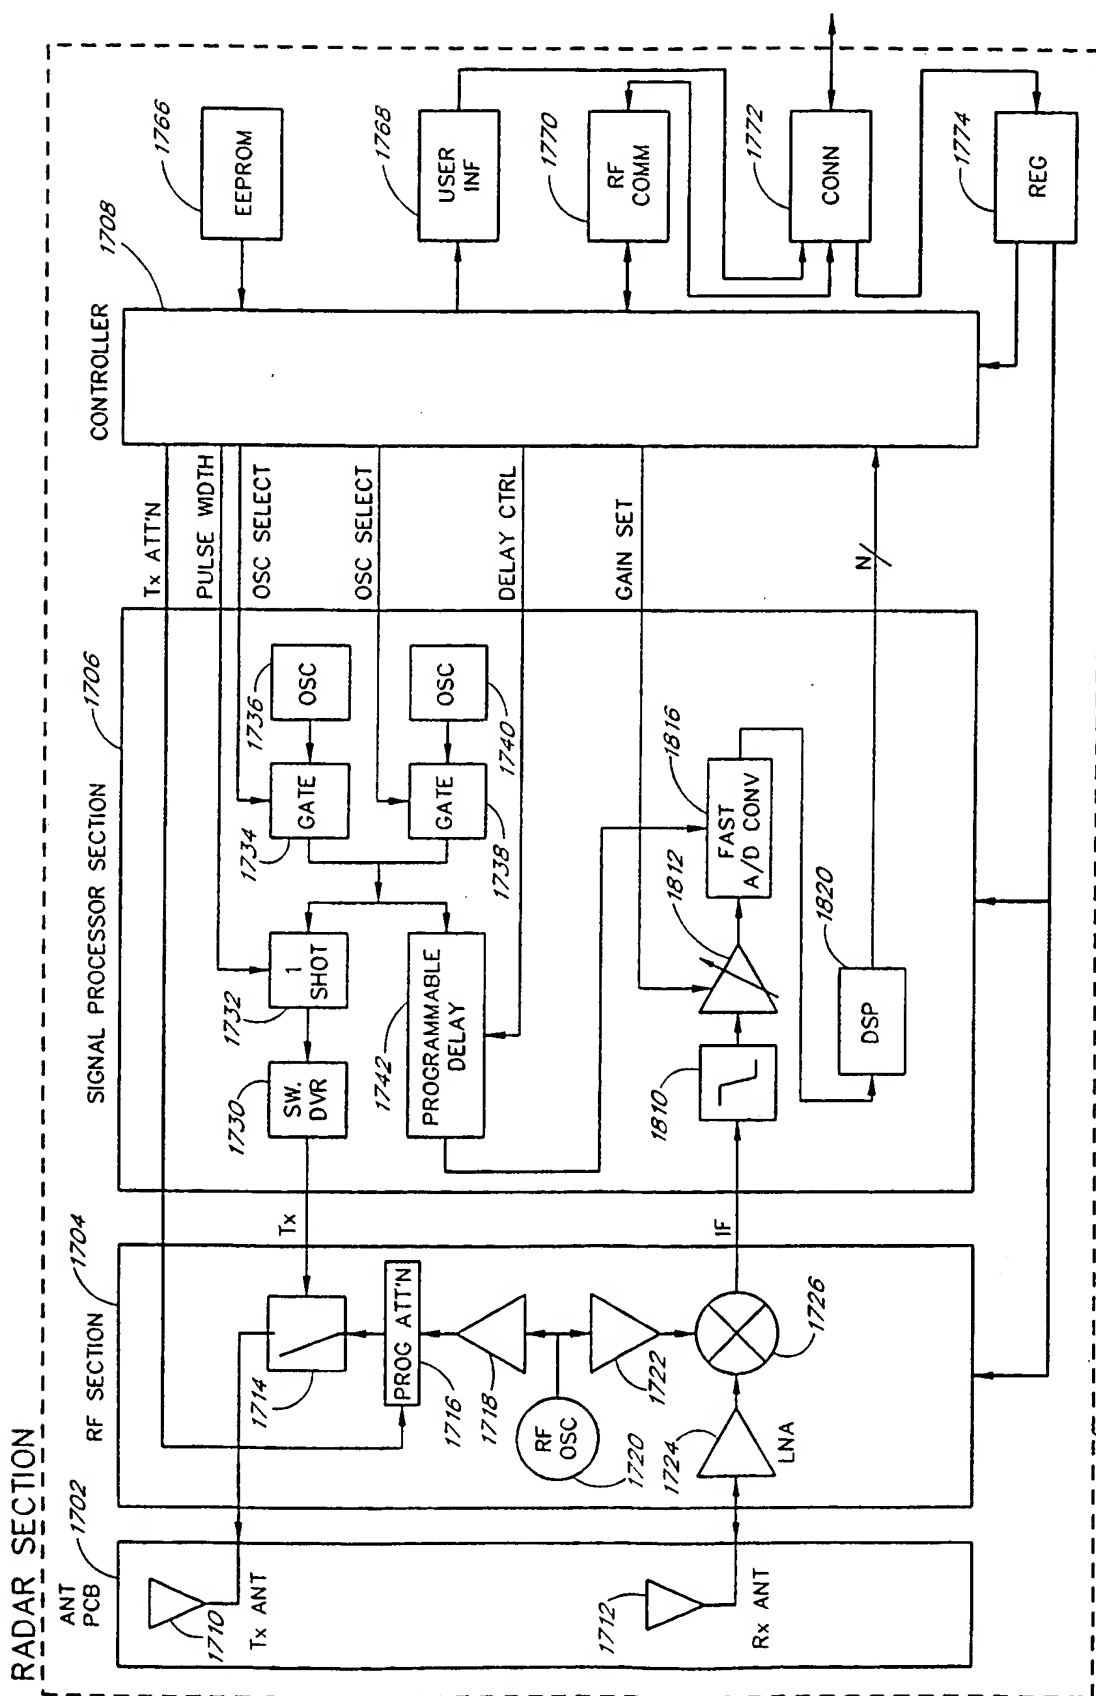 RADAR SECTION
ANT
PCB
1702
1710
Tx ANT
1712
Rx ANT
RF SECTION
1704
1714
PROG ATT'N
1716
1718
RF
OSC
1720
1722
1724
LNA
1726
Tx
IF
SIGNAL PROCESSOR SECTION
1706
SW.
DVR
1730
1
SHOT
1732
GATE
1734
OSC
1736
GATE
1738
OSC
1740
PROGRAMMABLE
DELAY
1742
1810
1812
FAST
A/D CONV
1816
DSP
1820
Tx ATT'N
PULSE WIDTH
OSC SELECT
OSC SELECT
DELAY CTRL
GAIN SET
N
CONTROLLER
1708
EEPROM
1766
USER
INF
1768
RF
COMM
1770
CONN
1772
REG
1774